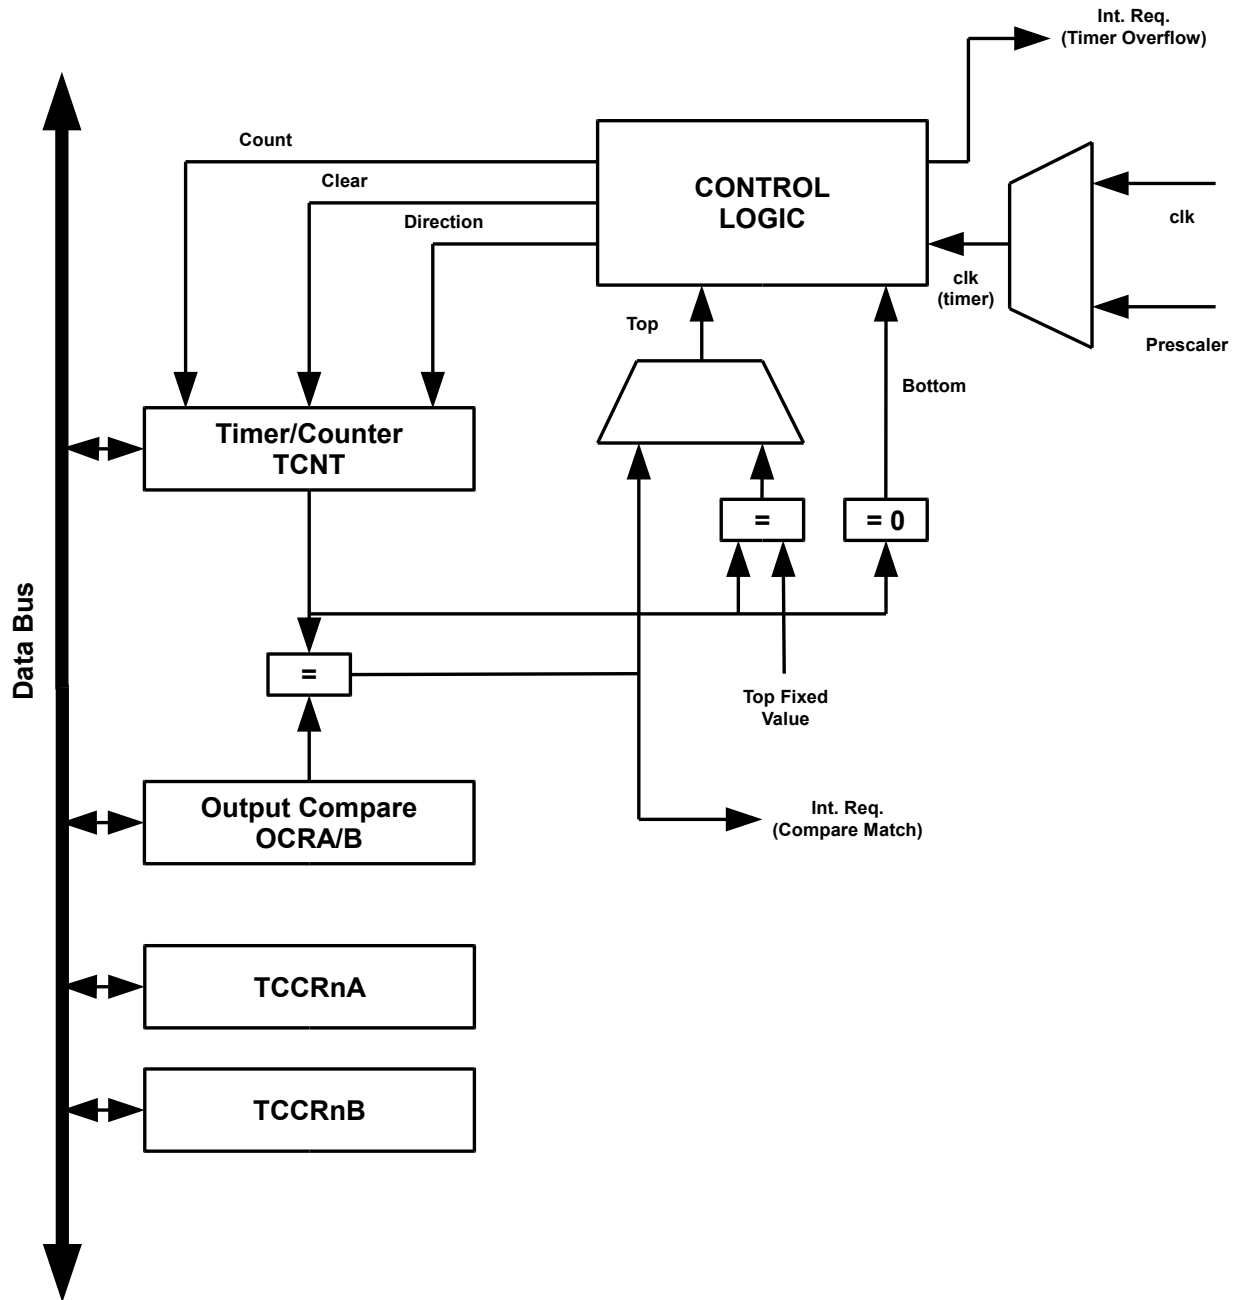 Int. Req.
(Timer Overflow)
Count
Clear
Direction
CONTROL
LOGIC
clk
clk
(timer)
Prescaler
Top
Bottom
Timer/Counter
TCNT
=
= 0
=
Top Fixed
Value
Data Bus
Output Compare
OCRA/B
Int. Req.
(Compare Match)
TCCRnA
TCCRnB